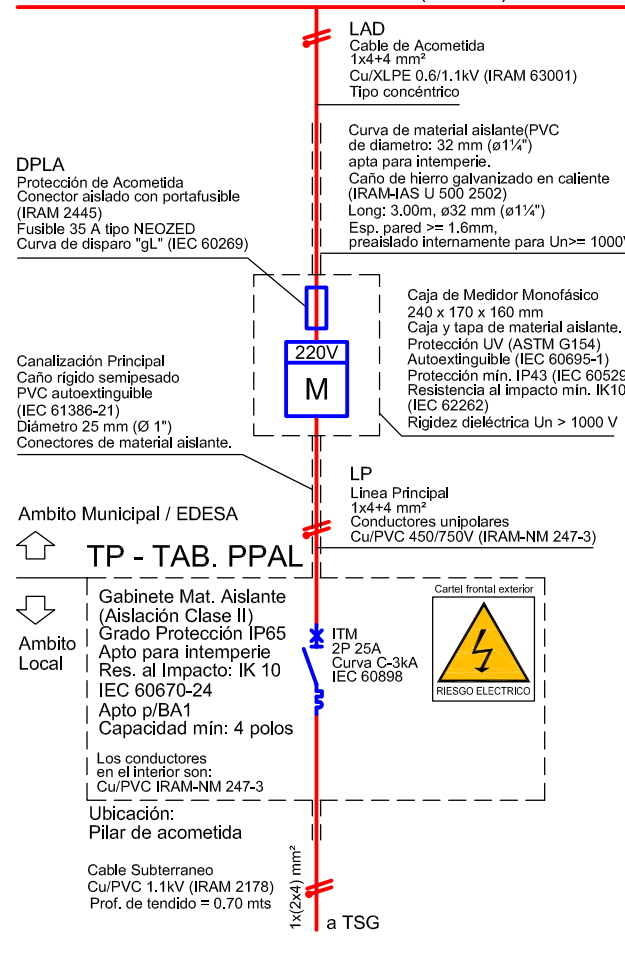 LAD
Cable de Acometida
1x4+4 mm²
Cu/XLPE 0.6/1.1kV (IRAM 63001)
Tipo concéntrico
Curva de material aislante(PVC
de diametro: 32 mm (ø1¼")
apta para intemperie.
Caño de hierro galvanizado en caliente
(IRAM-IAS U 500 2502)
Long: 3.00m, ø32 mm (ø1¼")
Esp. pared >= 1.6mm,
preaislado internamente para Un>= 1000V
DPLA
Protección de Acometida
Conector aislado con portafusible
(IRAM 2445)
Fusible 35 A tipo NEOZED
Curva de disparo "gL" (IEC 60269)
220V
M
Caja de Medidor Monofásico
240 x 170 x 160 mm
Caja y tapa de material aislante.
Protección UV (ASTM G154)
Autoextinguible (IEC 60695-1)
Protección mín. IP43 (IEC 60529
Resistencia al impacto mín. IK10
(IEC 62262)
Rigidez dieléctrica Un > 1000 V
Canalización Principal
Caño rígido semipesado
PVC autoextinguible
(IEC 61386-21)
Diámetro 25 mm (Ø 1")
Conectores de material aislante.
LP
Linea Principal
1x4+4 mm²
Conductores unipolares
Cu/PVC 450/750V (IRAM-NM 247-3)
Ambito Municipal / EDESA
TP - TAB. PPAL
Ambito
Local
Gabinete Mat. Aislante
(Aislación Clase II)
Grado Protección IP65
Apto para intemperie
Res. al Impacto: IK 10
IEC 60670-24
Apto p/BA1
Capacidad mín: 4 polos
Los conductores
en el interior son:
Cu/PVC IRAM-NM 247-3
ITM
2P 25A
Curva C-3kA
IEC 60898
Cartel frontal exterior
RIESGO ELECTRICO
Ubicación:
Pilar de acometida
Cable Subterraneo
Cu/PVC 1.1kV (IRAM 2178)
Prof. de tendido = 0.70 mts
1x(2x4) mm²
a TSG